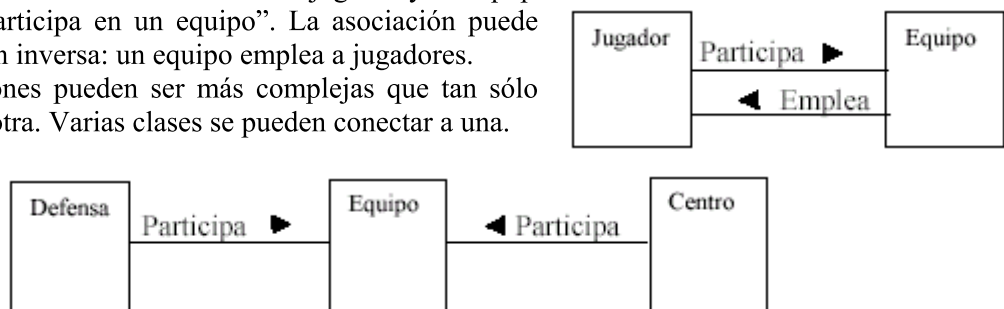 articipa en un equipo”. La asociación puede
n inversa: un equipo emplea a jugadores.
ones pueden ser más complejas que tan sólo
otra. Varias clases se pueden conectar a una.
Jugador
Participa
Equipo
Emplea
Defensa
Participa
Equipo
Participa
Centro